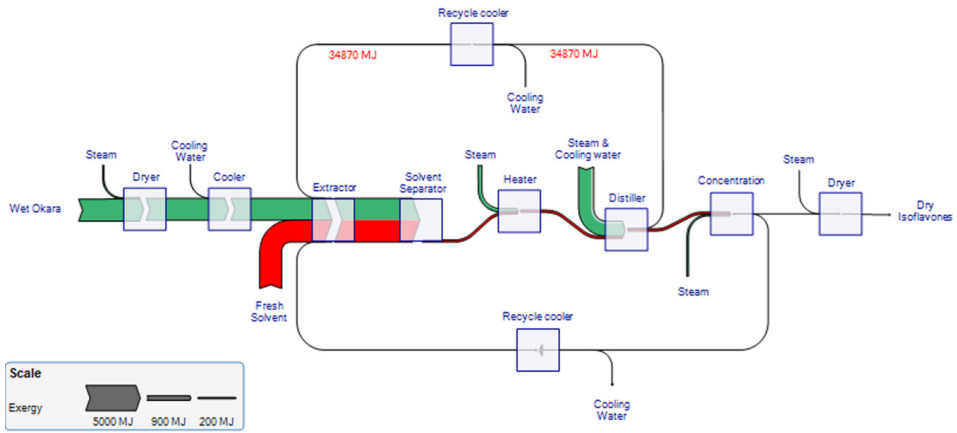 Recycle cooler
34870 MJ
34870 MJ
Cooling
Water
Steam
Cooling
Water
Steam
Steam &
Cooling water
Steam
Dryer
Cooler
Extractor
Solvent
Separator
Heater
Distiller
Concentration
Dryer
Wet Okara
Dry
Isoflavones
Fresh
Solvent
Steam
Recycle cooler
Cooling
Water
Scale
Exergy
5000 MJ
900 MJ
200 MJ